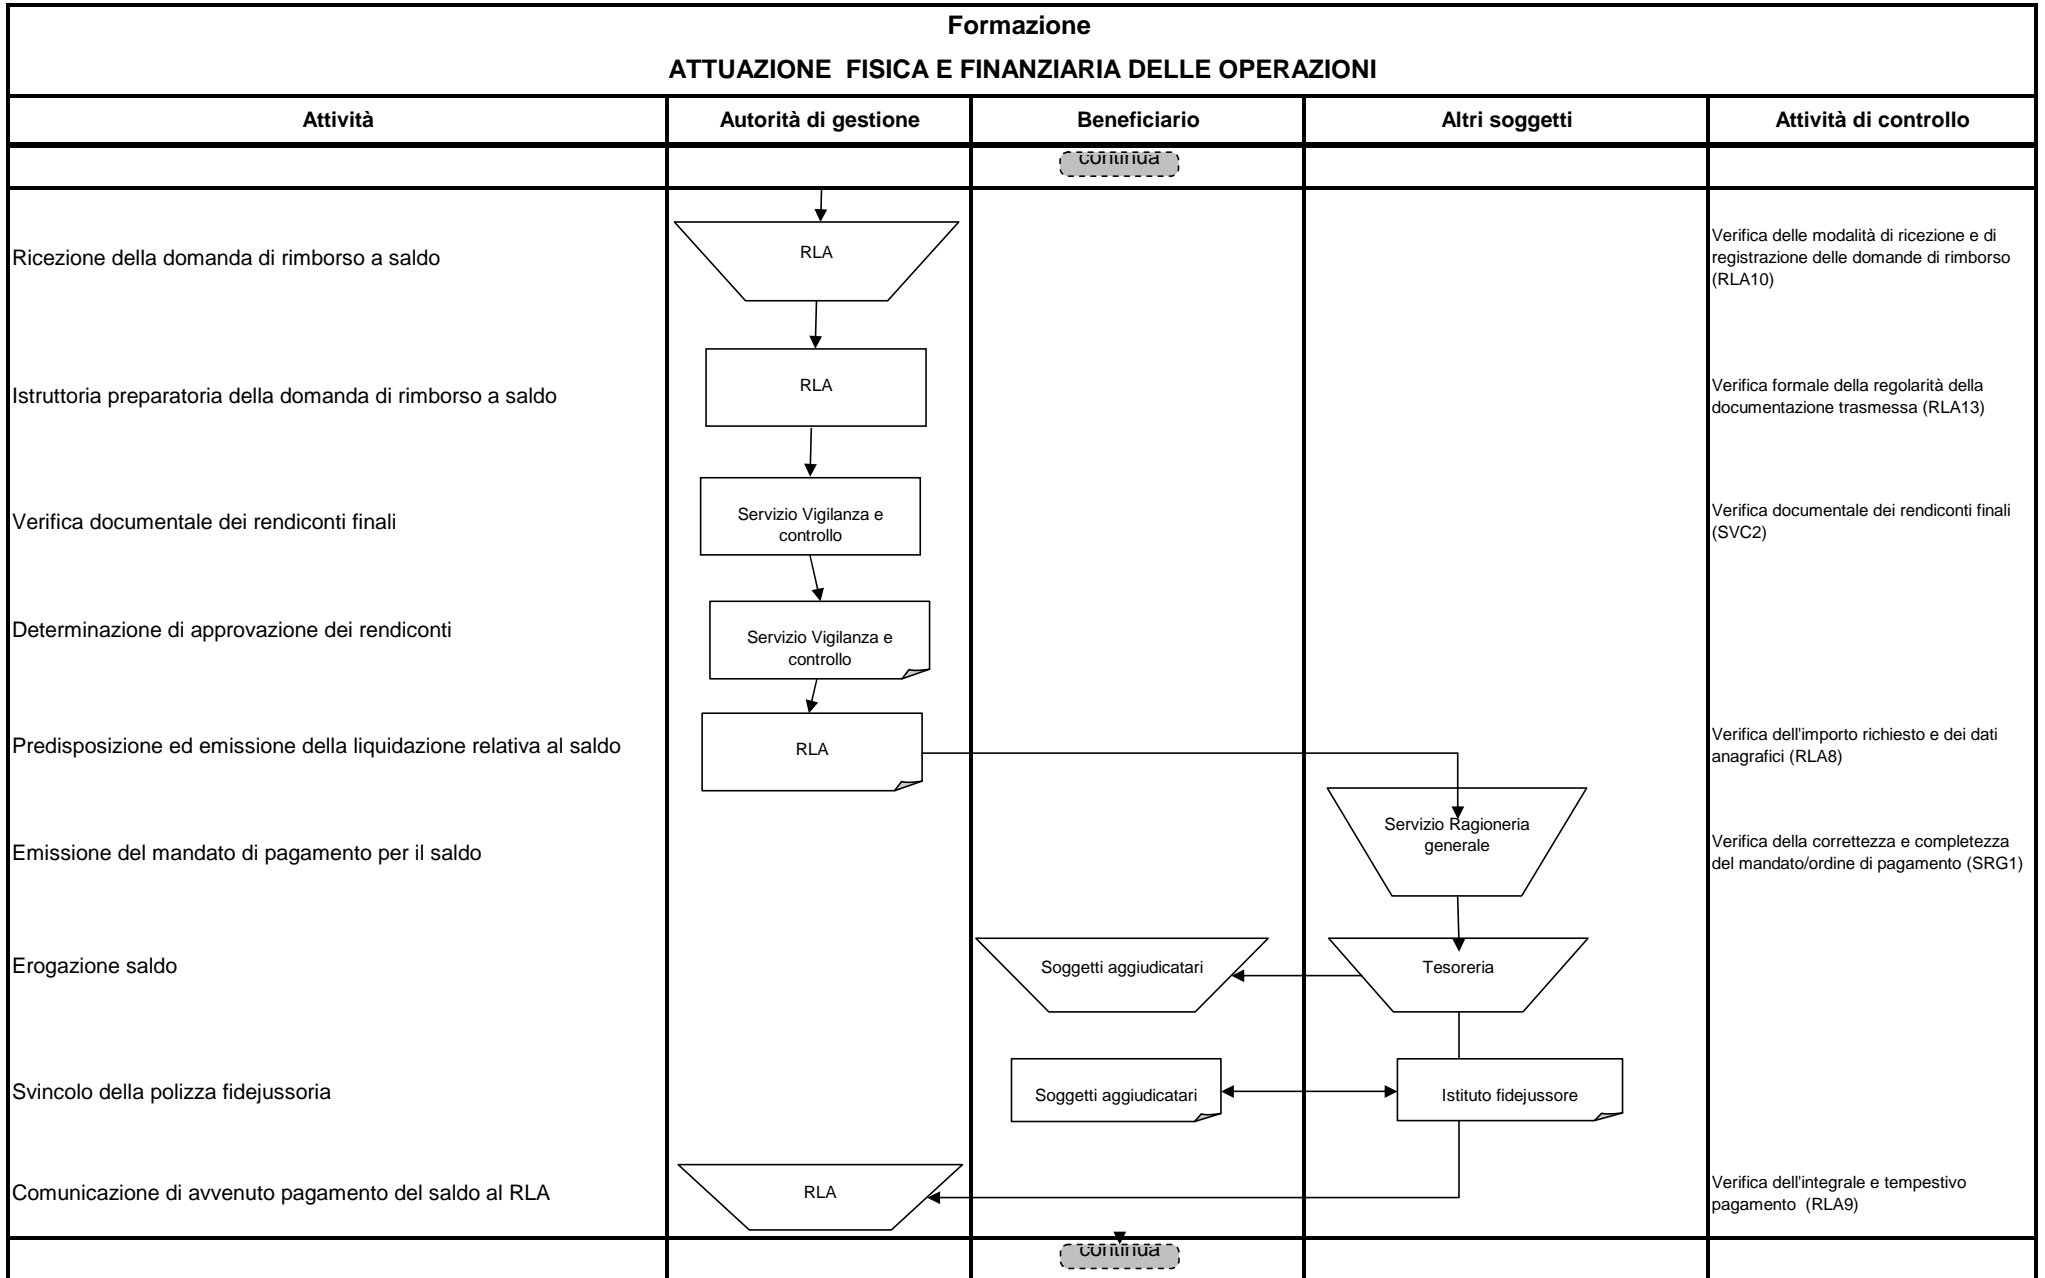 Formazione
ATTUAZIONE  FISICA E FINANZIARIA DELLE OPERAZIONI
Attività
Autorità di gestione
Beneficiario
Altri soggetti
Attività di controllo
continua
Ricezione della domanda di rimborso a saldo
RLA
Verifica delle modalità di ricezione e di
registrazione delle domande di rimborso
(RLA10)
Istruttoria preparatoria della domanda di rimborso a saldo
RLA
Verifica formale della regolarità della
documentazione trasmessa (RLA13)
Verifica documentale dei rendiconti finali
Servizio Vigilanza e
controllo
Verifica documentale dei rendiconti finali
(SVC2)
Determinazione di approvazione dei rendiconti
Servizio Vigilanza e
controllo
Predisposizione ed emissione della liquidazione relativa al saldo
RLA
Verifica dell'importo richiesto e dei dati
anagrafici (RLA8)
Emissione del mandato di pagamento per il saldo
Servizio Ragioneria
generale
Verifica della correttezza e completezza
del mandato/ordine di pagamento (SRG1)
Erogazione saldo
Soggetti aggiudicatari
Tesoreria
Svincolo della polizza fidejussoria
Soggetti aggiudicatari
Istituto fidejussore
Comunicazione di avvenuto pagamento del saldo al RLA
RLA
Verifica dell'integrale e tempestivo
pagamento  (RLA9)
continua